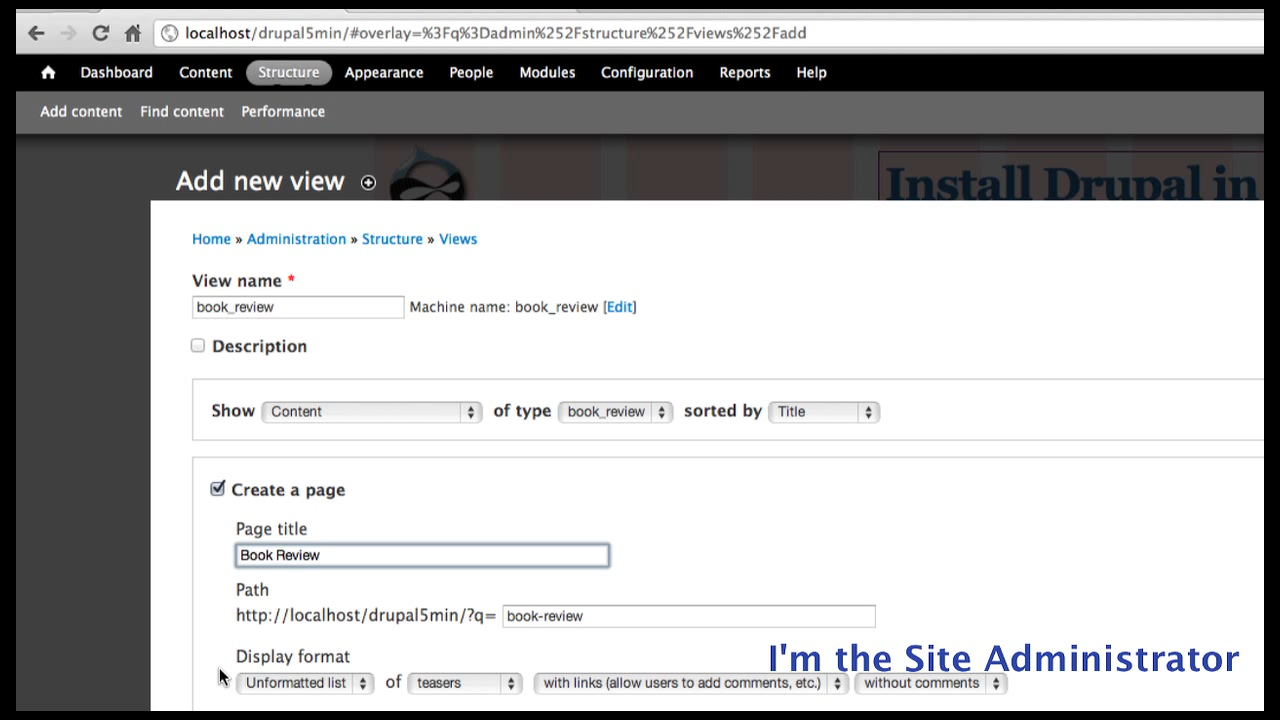 localhost/drupal5min/#overlay=%3Fq%3Dadmin%252Fstructure%252Fviews%252Fadd
Dashboard Content Structure Appearance People Modules Configuration Reports Help
Add content Find content Performance
Install Drupal in
Add new view
Home » Administration » Structure » Views
View name *
book_review Machine name: book_review [Edit]
Description
Show Content of type book_review sorted by Title
Create a page
Page title
Book Review
Path
http://localhost/drupal5min/?q= book-review
Display format
I'm the Site Administrator
Unformatted list of teasers with links (allow users to add comments, etc.) without comments